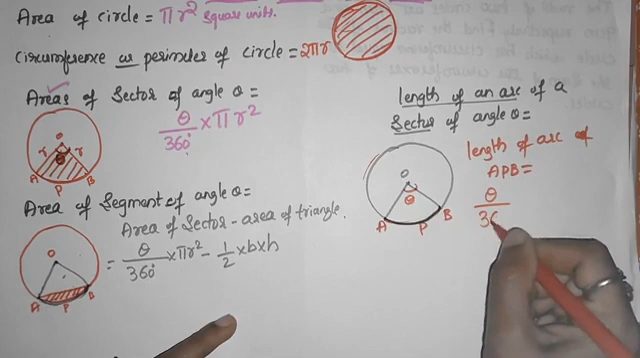 Area of circle = πr² square units.
Circumference or perimeter of circle = 2πr
Areas of Sector of angle θ =
θ/360° × πr²
O
r r
θ
A P B
Area of Segment of angle θ =
Area of Sector - area of triangle.
= θ/360° × πr² - 1/2 × b × h
O
A P B
length of an arc of a
Sector of angle θ =
length of arc of
APB =
θ/36
O
θ
A P B